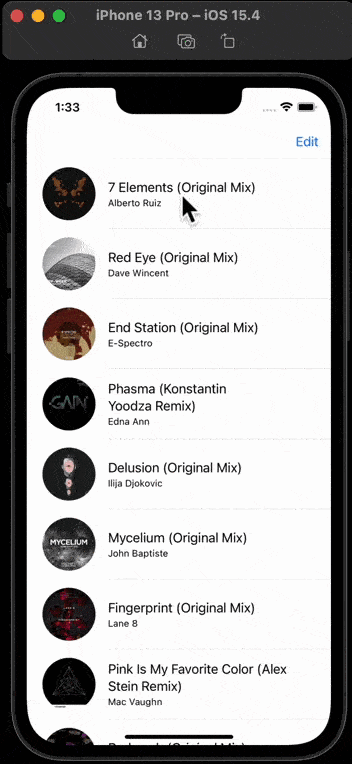 iPhone 13 Pro – iOS 15.4
1:33
Edit
7 Elements (Original Mix)
Alberto Ruiz
Red Eye (Original Mix)
Dave Wincent
End Station (Original Mix)
E-Spectro
Phasma (Konstantin
Yoodza Remix)
GAIN
Edna Ann
Delusion (Original Mix)
Ilija Djokovic
Mycelium (Original Mix)
MYCELIUM
John Baptiste
Fingerprint (Original Mix)
Lane 8
Pink Is My Favorite Color (Alex
Stein Remix)
Mac Vaughn